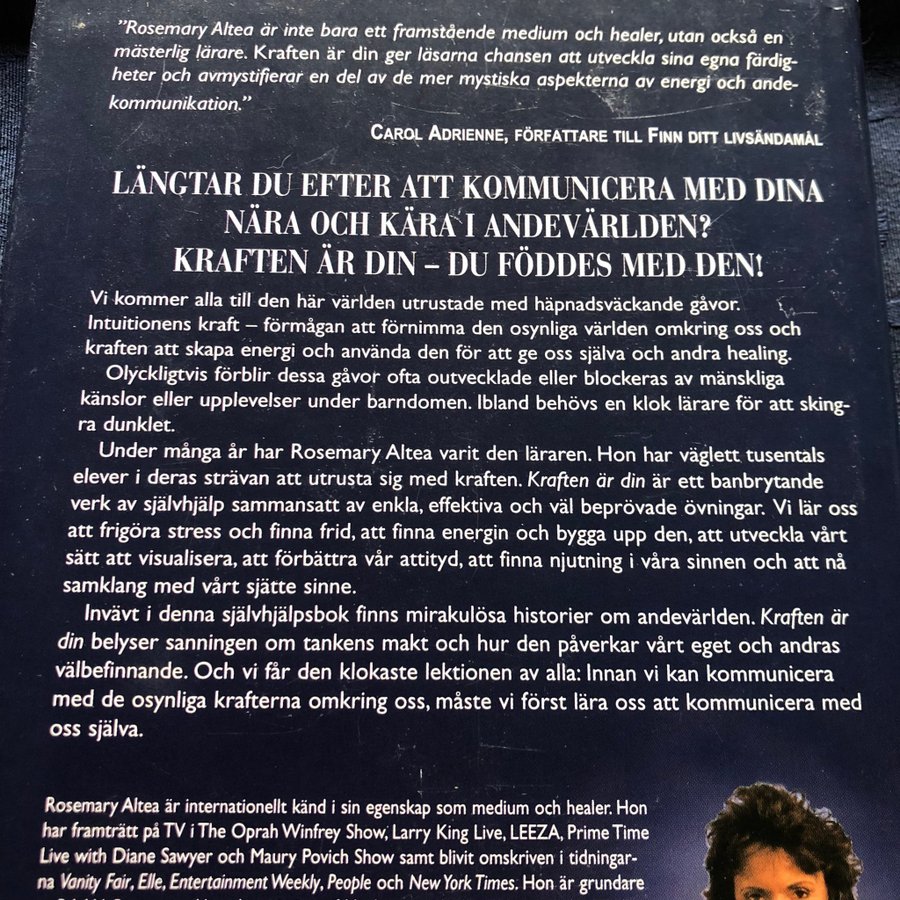 "Rosemary Altea är inte bara ett framstående medium och healer, utan också en
mästerlig lärare. Kraften är din ger läsarna chansen att utveckla sina egna färdig-
heter och avmystifierar en del av de mer mystiska aspekterna av energi och ande-
kommunikation."
CAROL ADRIENNE, FÖRFATTARE TILL FINN DITT LIVSÄNDAMÅL
LÄNGTAR DU EFTER ATT KOMMUNICERA MED DINA
NÄRA OCH KÄRA I ANDEVÄRLDEN?
KRAFTEN ÄR DIN – DU FÖDDES MED DEN!
Vi kommer alla till den här världen utrustade med häpnadsväckande gåvor.
Intuitionens kraft – förmågan att förnimma den osynliga världen omkring oss och
kraften att skapa energi och använda den för att ge oss själva och andra healing.
Olyckligtvis förblir dessa gåvor ofta outvecklade eller blockeras av mänskliga
känslor eller upplevelser under barndomen. Ibland behövs en klok lärare för att sking-
ra dunklet.
Under många år har Rosemary Altea varit den läraren. Hon har väglett tusentals
elever i deras strävan att utrusta sig med kraften. Kraften är din är ett banbrytande
verk av självhjälp sammansatt av enkla, effektiva och väl beprövade övningar. Vi lär oss
att frigöra stress och finna frid, att finna energin och bygga upp den, att utveckla vårt
sätt att visualisera, att förbättra vår attityd, att finna njutning i våra sinnen och att nå
samklang med vårt sjätte sinne.
Invävt i denna självhjälpsbok finns mirakulösa historier om andevärlden. Kraften är
din belyser sanningen om tankens makt och hur den påverkar vårt eget och andras
välbefinnande. Och vi får den klokaste lektionen av alla: Innan vi kan kommunicera
med de osynliga krafterna omkring oss, måste vi först lära oss att kommunicera med
oss själva.
Rosemary Altea är internationellt känd i sin egenskap som medium och healer. Hon
har framträtt på TV i The Oprah Winfrey Show, Larry King Live, LEEZA, Prime Time
Live with Diane Sawyer och Maury Povich Show samt blivit omskriven i tidningar-
na Vanity Fair, Elle, Entertainment Weekly, People och New York Times. Hon är grundare